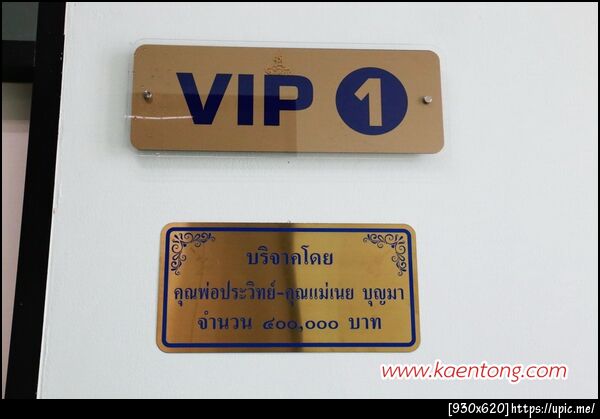 VIP 1
บริจาคโดย
คุณพ่อประวิทย์-คุณแม่เนย บุญมา
จำนวน ๔๐๐,๐๐๐ บาท
www.kaentong.com
[930x620]https://upic.me/